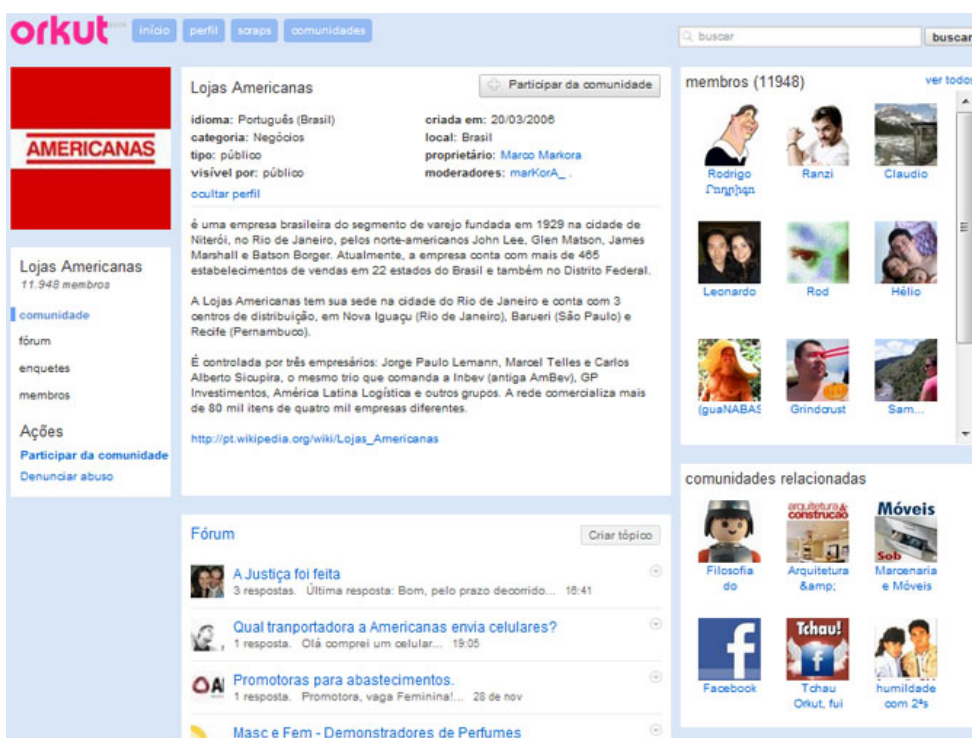 orkut
início
perfil
scraps
comunidades
buscar
buscar
AMERICANAS
Lojas Americanas
11.948 membros
comunidade
fórum
enquetes
membros
Ações
Participar da comunidade
Denunciar abuso
Lojas Americanas
Participar da comunidade
idioma: Português (Brasil)
categoria: Negócios
tipo: público
visível por: público
ocultar perfil
criada em: 20/03/2006
local: Brasil
proprietário: Marco Markora
moderadores: marKorA_ .
é uma empresa brasileira do segmento de varejo fundada em 1929 na cidade de
Niterói, no Rio de Janeiro, pelos norte-americanos John Lee, Glen Matson, James
Marshall e Batson Borger. Atualmente, a empresa conta com mais de 465
estabelecimentos de vendas em 22 estados do Brasil e também no Distrito Federal.
A Lojas Americanas tem sua sede na cidade do Rio de Janeiro e conta com 3
centros de distribuição, em Nova Iguaçu (Rio de Janeiro), Barueri (São Paulo) e
Recife (Pernambuco).
É controlada por três empresários: Jorge Paulo Lemann, Marcel Telles e Carlos
Alberto Sicupira, o mesmo trio que comanda a Inbev (antiga AmBev), GP
Investimentos, América Latina Logística e outros grupos. A rede comercializa mais
de 80 mil itens de quatro mil empresas diferentes.
http://pt.wikipedia.org/wiki/Lojas_Americanas
Fórum
Criar tópico
A Justiça foi feita
3 respostas. Última resposta: Bom, pelo prazo decorrido... 16:41
Qual tranportadora a Americanas envia celulares?
1 resposta. Olá comprei um celular... 19:05
Promotoras para abastecimentos.
1 resposta. Promotora, vaga Feminina!... 28 de nov
Masc e Fem - Demonstradores de Perfumes
membros (11948)
ver todos
Rodrigo
Ranzi
Claudio
Leonardo
Rod
Hélio
(guaNABAS
Grindcrust
Sam...
comunidades relacionadas
arquitetura &
construção
Móveis
Sob
Filosofia
do
Arquitetura
&amp;
Marcenaria
e Móveis
Tchau!
Facebook
Tchau
Orkut, fui
humildade
com 2ªs